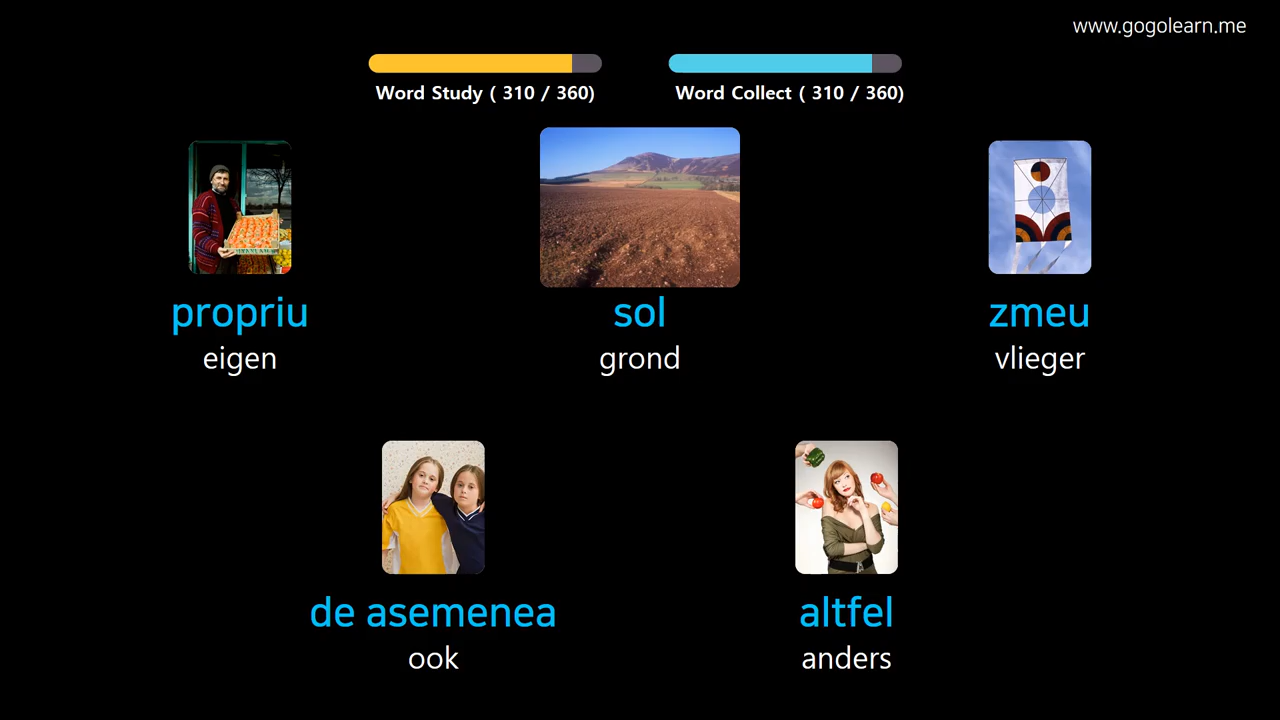 www.gogolearn.me
Word Study ( 310 / 360)
Word Collect ( 310 / 360)
propriu
eigen
sol
grond
zmeu
vlieger
de asemenea
ook
altfel
anders